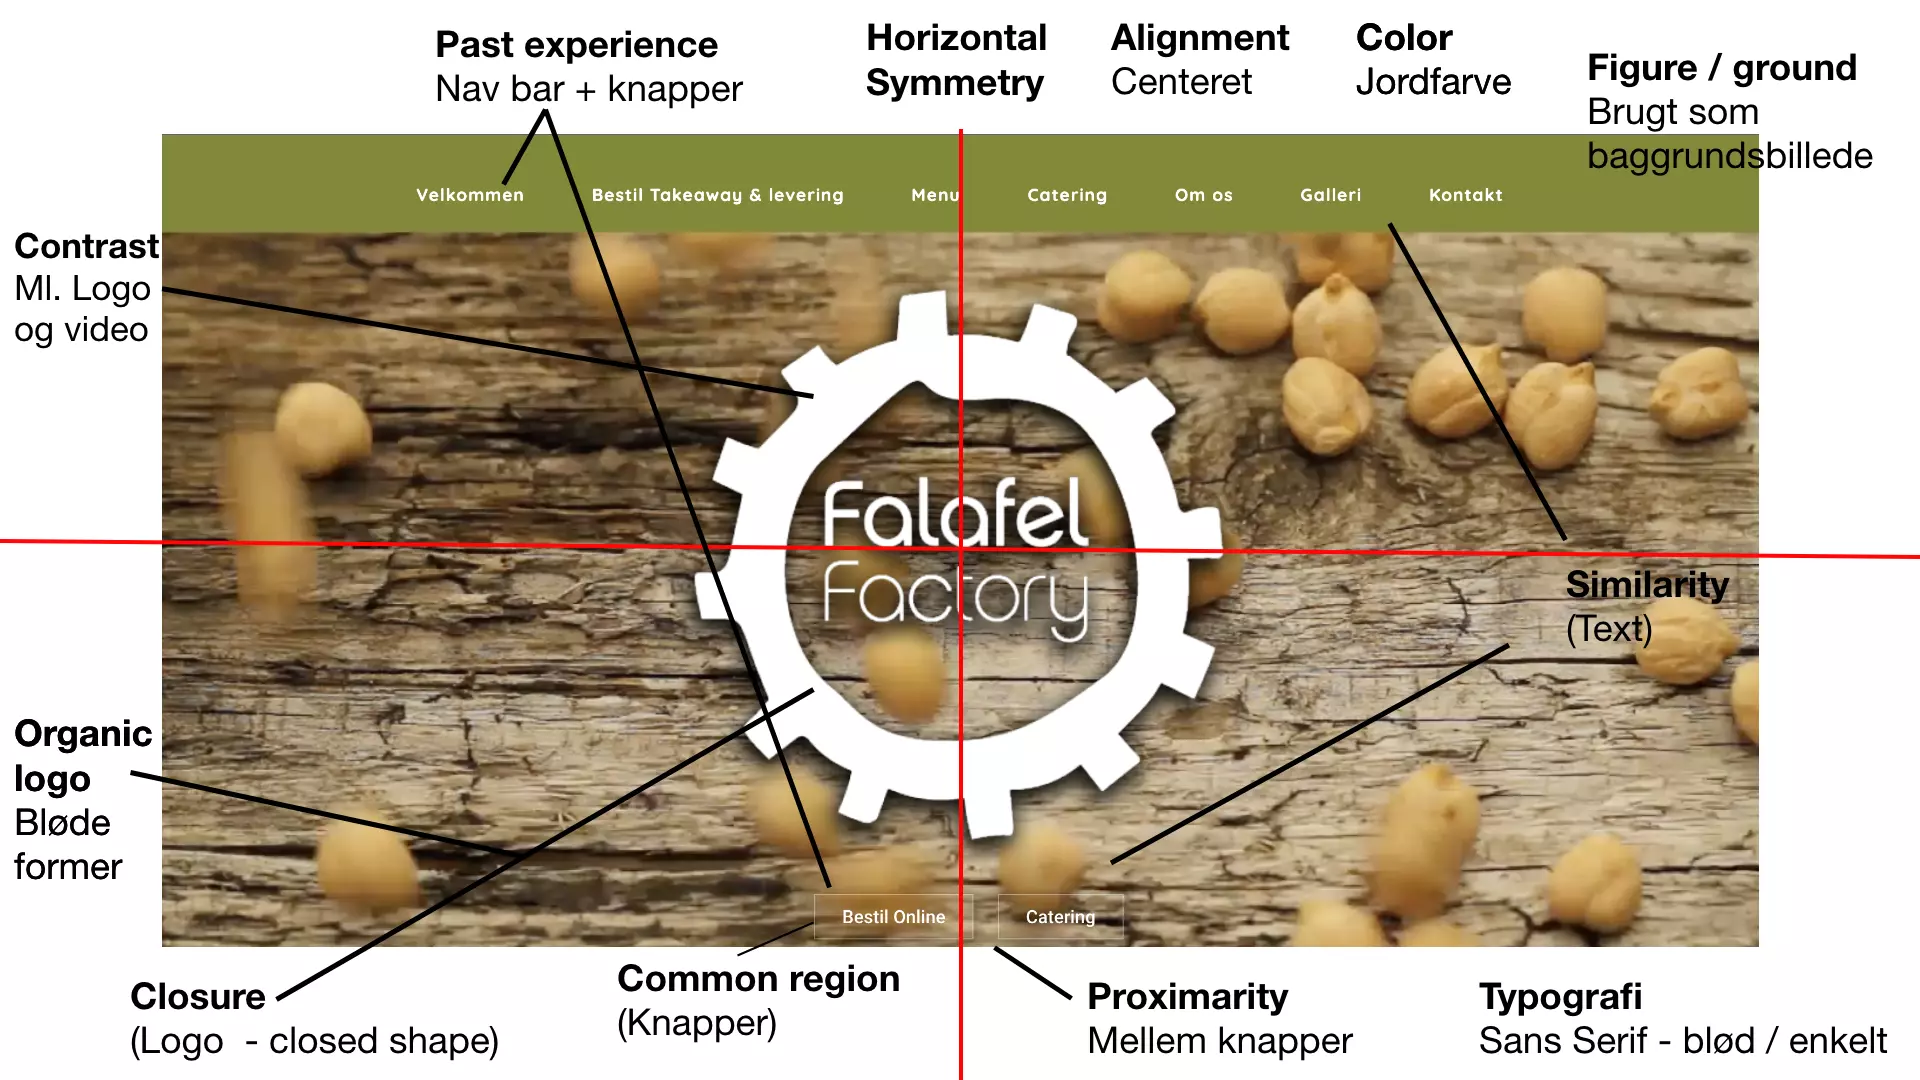 Past experience
Nav bar + knapper
Horizontal
Symmetry
Alignment
Centeret
Color
Jordfarve
Figure / ground
Brugt som
baggrundsbillede
Velkommen
Bestil Takeaway & levering
Menu
Catering
Om os
Galleri
Kontakt
Contrast
Ml. Logo
og video
Falafel
Factory
Similarity
(Text)
Organic
logo
Bløde
former
Bestil Online
Catering
Closure
(Logo  - closed shape)
Common region
(Knapper)
Proximarity
Mellem knapper
Typografi
Sans Serif - blød / enkelt